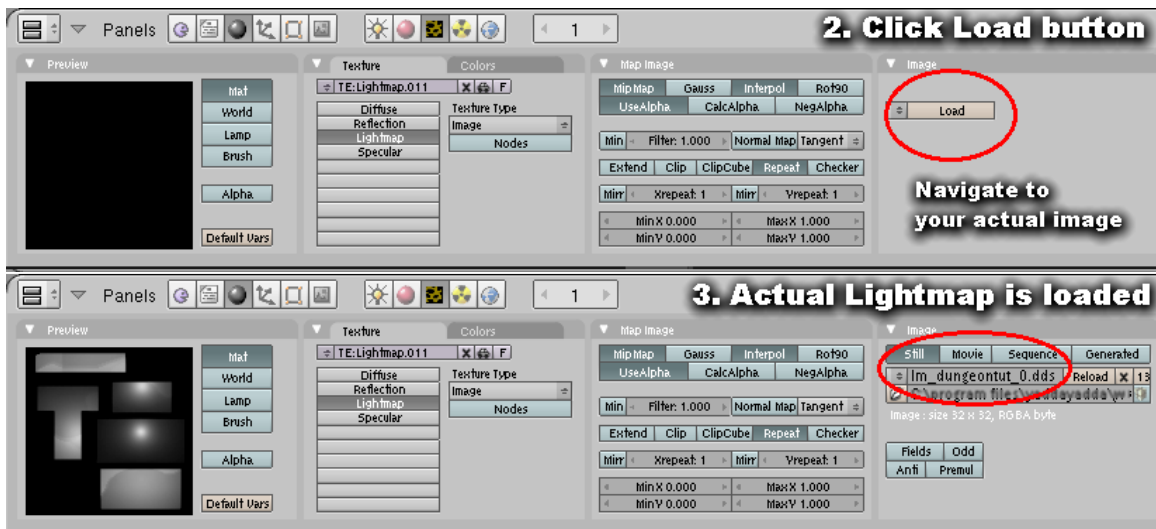 Panels
1
2. Click Load button
Preview
Texture
Colors
Map Image
Image
Mat
World
Lamp
Brush
Alpha
Default Vars
TE:Lightmap.011
F
Diffuse
Reflection
Lightmap
Specular
Texture Type
Image
Nodes
MipMap Gauss Interpol Rot90
UseAlpha CalcAlpha NegAlpha
Min Filter: 1.000 Normal Map Tangent
Extend Clip ClipCube Repeat Checker
Mirr Xrepeat: 1 Mirr Yrepeat: 1
MinX 0.000 MaxX 1.000
MinY 0.000 MaxY 1.000
Load
Navigate to
your actual image
Panels
1
3. Actual Lightmap is loaded
Preview
Texture
Colors
Map Image
Image
Mat
World
Lamp
Brush
Alpha
Default Vars
TE:Lightmap.011
F
Diffuse
Reflection
Lightmap
Specular
Texture Type
Image
Nodes
MipMap Gauss Interpol Rot90
UseAlpha CalcAlpha NegAlpha
Min Filter: 1.000 Normal Map Tangent
Extend Clip ClipCube Repeat Checker
Mirr Xrepeat: 1 Mirr Yrepeat: 1
MinX 0.000 MaxX 1.000
MinY 0.000 MaxY 1.000
Still Movie Sequence Generated
lm_dungeontut_0.dds Reload X 13
Image : size 32 x 32, RGBA byte
Fields Odd
Anti Premul